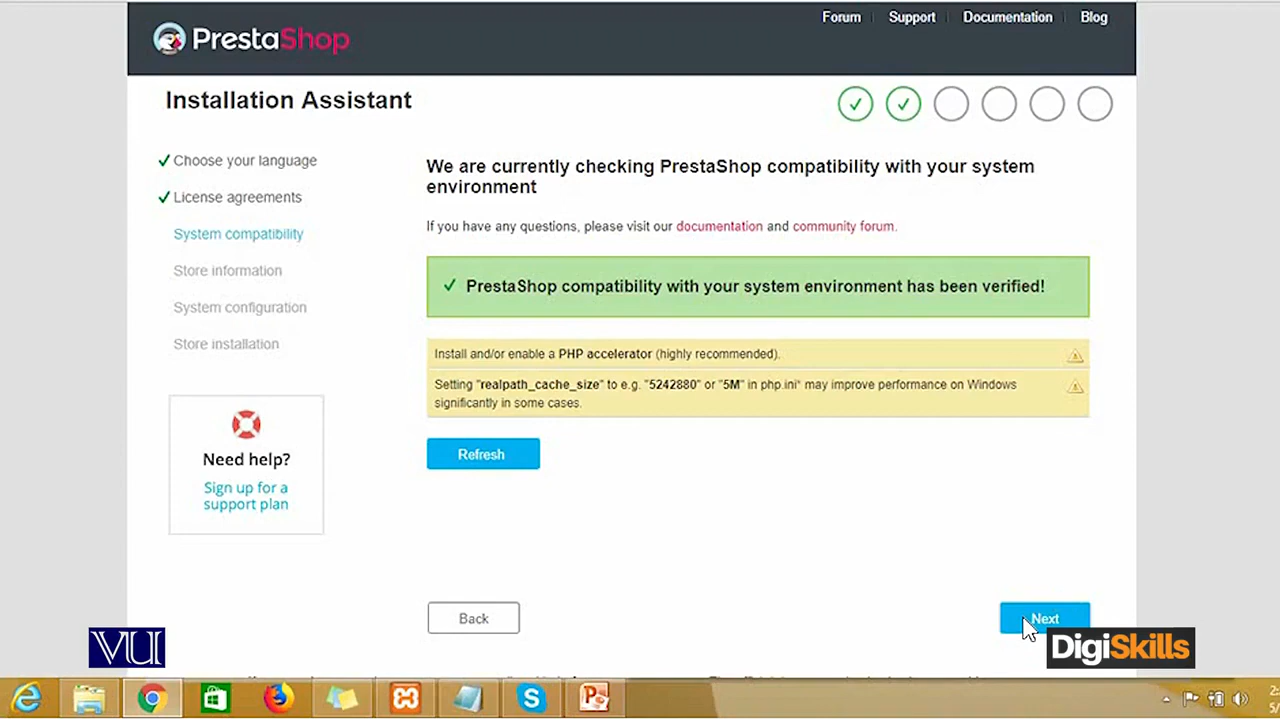 Forum
Support
Documentation
Blog
PrestaShop
Installation Assistant
Choose your language
License agreements
System compatibility
Store information
System configuration
Store installation
Need help?
Sign up for a
support plan
We are currently checking PrestaShop compatibility with your system
environment
If you have any questions, please visit our documentation and community forum.
PrestaShop compatibility with your system environment has been verified!
Install and/or enable a PHP accelerator (highly recommended).
Setting "realpath_cache_size" to e.g. "5242880" or "5M" in php.ini* may improve performance on Windows
significantly in some cases.
Refresh
Back
Next
VU
DigiSkills